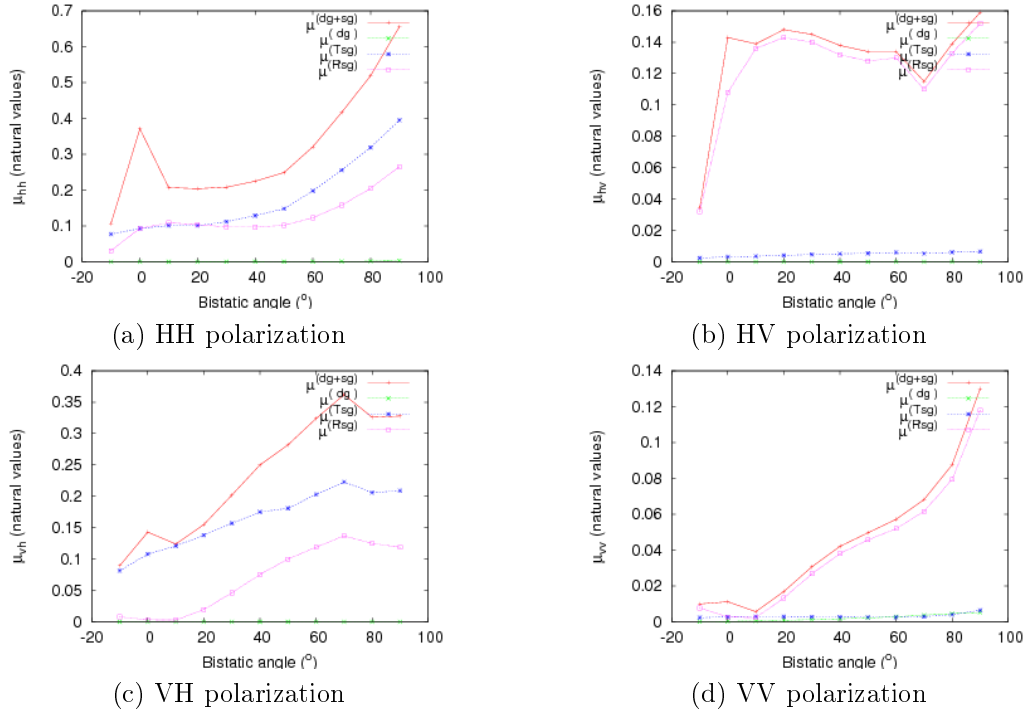 0.7
0.6
0.5
0.4
0.3
0.2
0.1
0
-20 0 20 40 60 80 100
μhh (natural values)
Bistatic angle (o)
μ(dg+sg)
μ( dg )
μ(Tsg)
μ(Rsg)
(a) HH polarization
0.16
0.14
0.12
0.1
0.08
0.06
0.04
0.02
0
-20 0 20 40 60 80 100
μhv (natural values)
Bistatic angle (o)
μ(dg+sg)
μ( dg )
μ(Tsg)
μ(Rsg)
(b) HV polarization
0.4
0.35
0.3
0.25
0.2
0.15
0.1
0.05
0
-20 0 20 40 60 80 100
μvh (natural values)
Bistatic angle (o)
μ(dg+sg)
μ( dg )
μ(Tsg)
μ(Rsg)
(c) VH polarization
0.14
0.12
0.1
0.08
0.06
0.04
0.02
0
-20 0 20 40 60 80 100
μvv (natural values)
Bistatic angle (o)
μ(dg+sg)
μ( dg )
μ(Tsg)
μ(Rsg)
(d) VV polarization